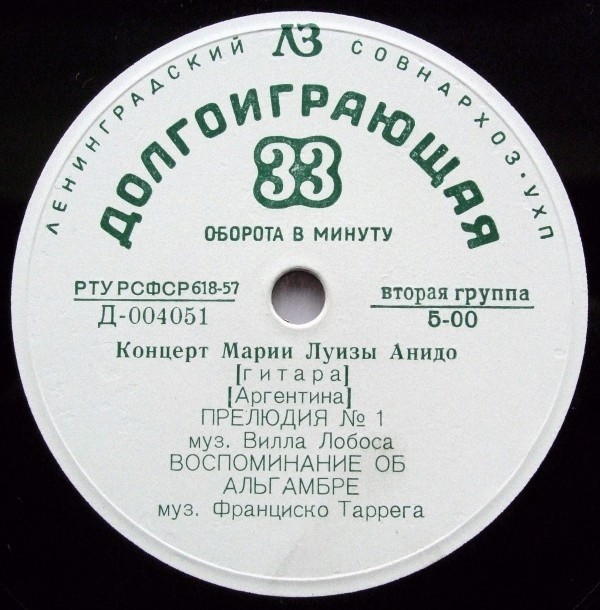 ЛЕНИНГРАДСКИЙ ЛЗ СОВНАРХОЗ·УХП
ДОЛГОИГРАЮЩАЯ
33
ОБОРОТА В МИНУТУ
РТУ РСФСР 618-57
Д-004051
вторая группа
5-00
Концерт Марии Луизы Анидо
[гитара]
[Аргентина]
ПРЕЛЮДИЯ № 1
муз. Вилла Лобоса
ВОСПОМИНАНИЕ ОБ
АЛЬГАМБРЕ
муз. Франциско Таррега